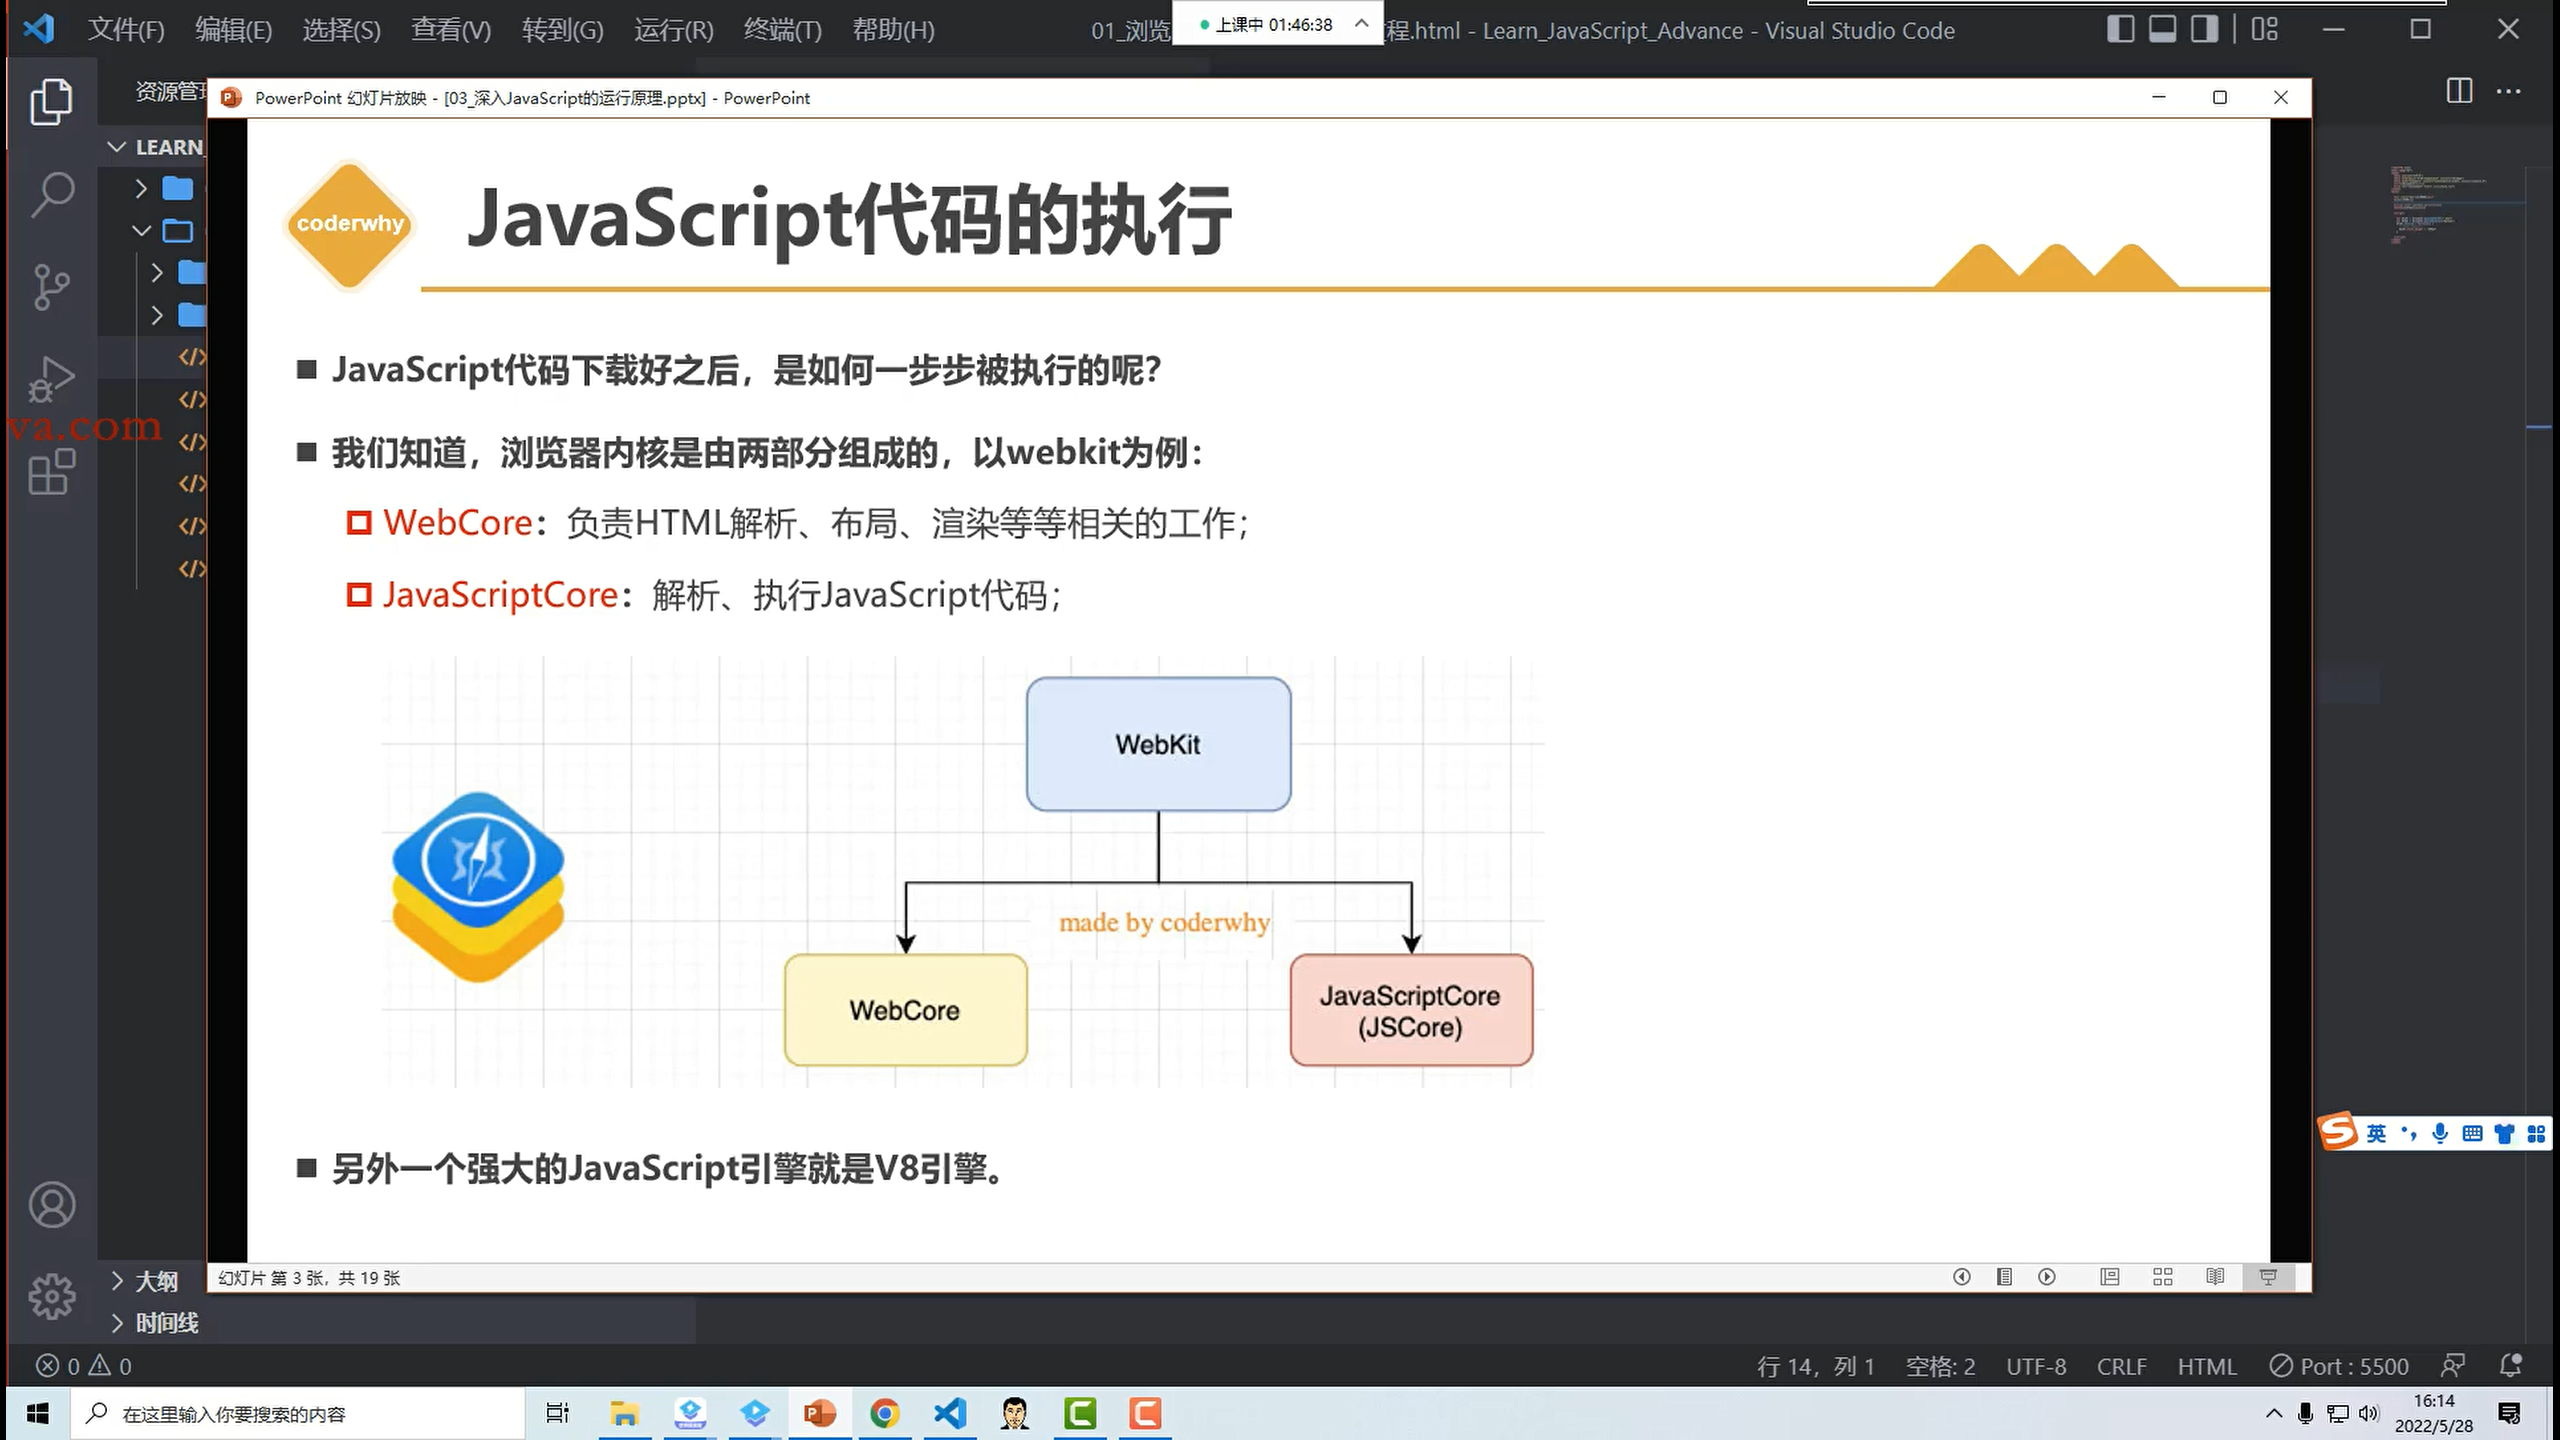 文件(F) 编辑(E) 选择(S) 查看(V) 转到(G) 运行(R) 终端(T) 帮助(H)
01_浏览
上课中 01:46:38
程.html - Learn_JavaScript_Advance - Visual Studio Code
资源管
PowerPoint 幻灯片放映 - [03_深入JavaScript的运行原理.pptx] - PowerPoint
LEARN_
coderwhy
JavaScript代码的执行
JavaScript代码下载好之后，是如何一步步被执行的呢？
va.com
我们知道，浏览器内核是由两部分组成的，以webkit为例：
WebCore：负责HTML解析、布局、渲染等等相关的工作；
JavaScriptCore：解析、执行JavaScript代码；
WebKit
made by coderwhy
WebCore
JavaScriptCore
(JSCore)
英
另外一个强大的JavaScript引擎就是V8引擎。
幻灯片 第 3 张，共 19 张
大纲
时间线
0 0
行 14，列 1 空格: 2 UTF-8 CRLF HTML Port : 5500
在这里输入你要搜索的内容
16:14
2022/5/28